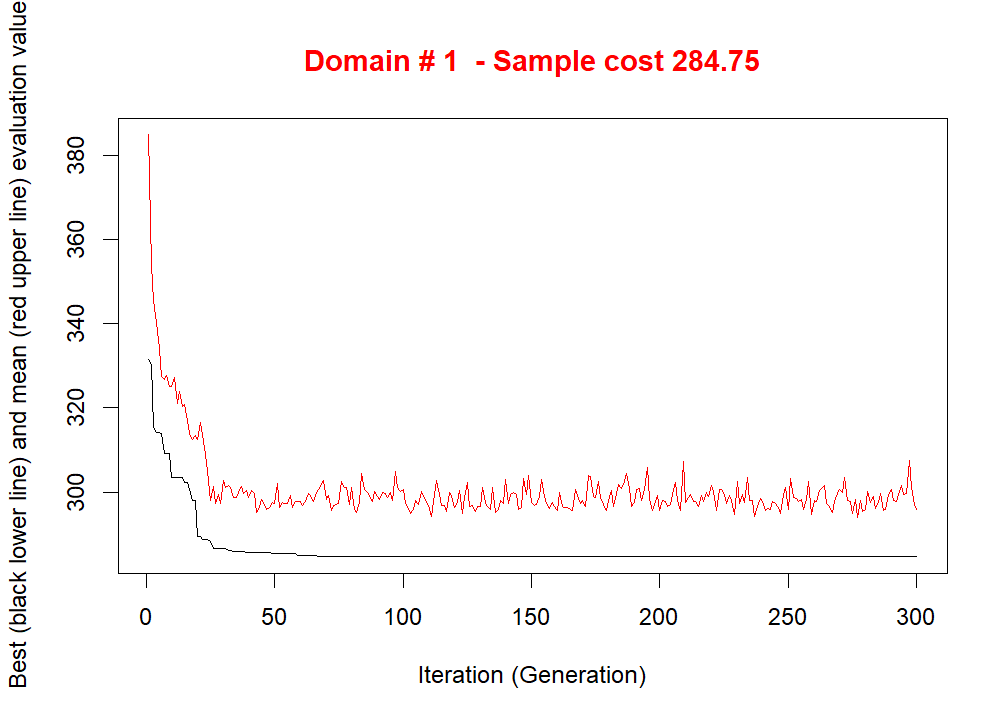 Domain # 1  - Sample cost 284.75
Best (black lower line) and mean (red upper line) evaluation value
380
360
340
320
300
0 50 100 150 200 250 300
Iteration (Generation)